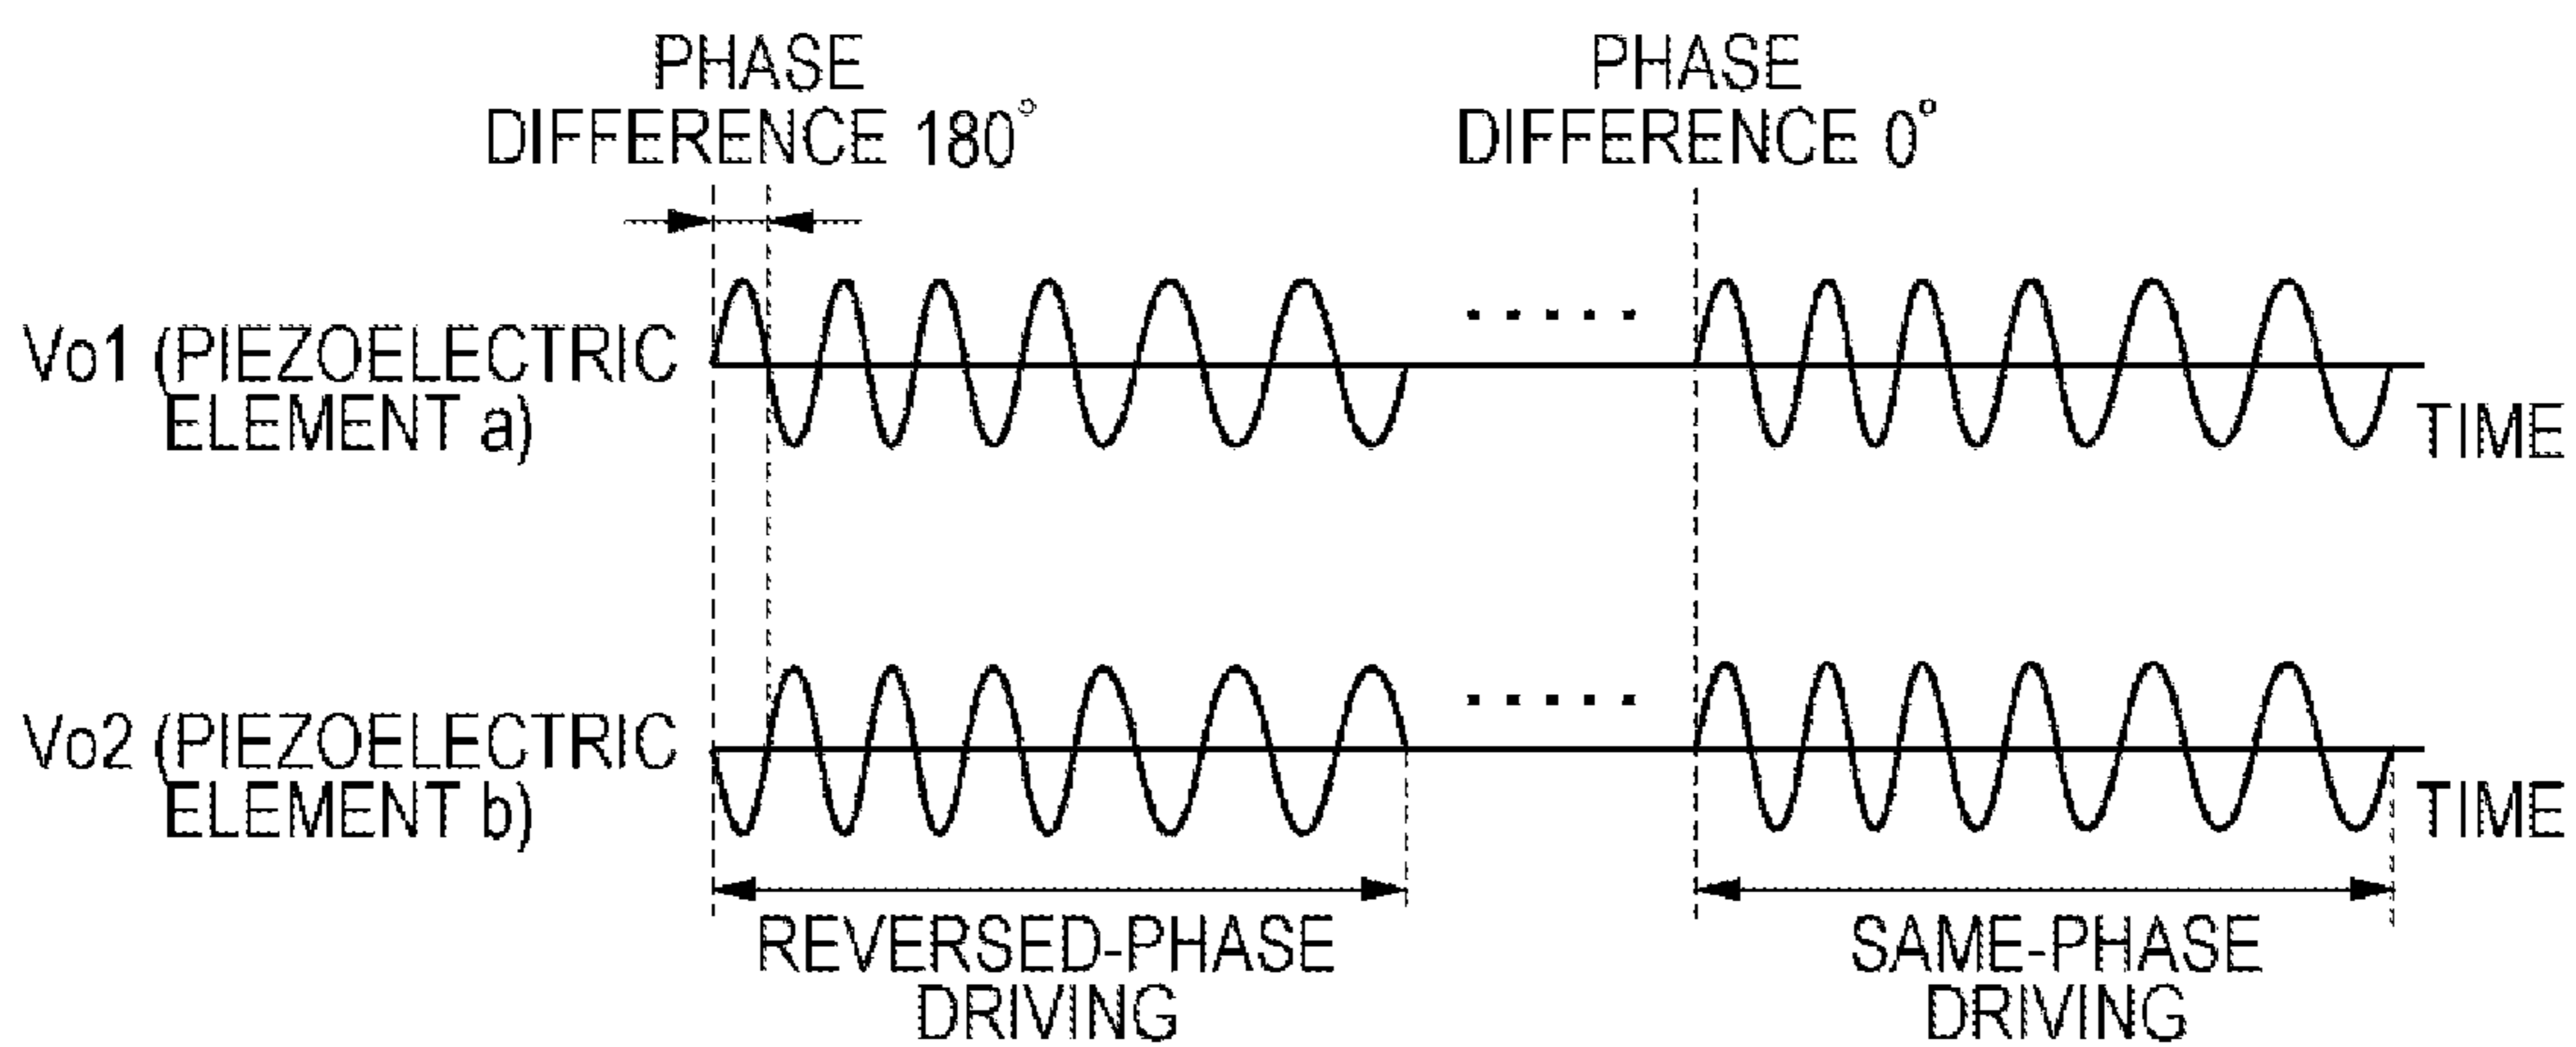 PHASE
DIFFERENCE 180°
PHASE
DIFFERENCE 0°
Vo1 (PIEZOELECTRIC
ELEMENT a)
TIME
Vo2 (PIEZOELECTRIC
ELEMENT b)
TIME
REVERSED-PHASE
DRIVING
SAME-PHASE
DRIVING